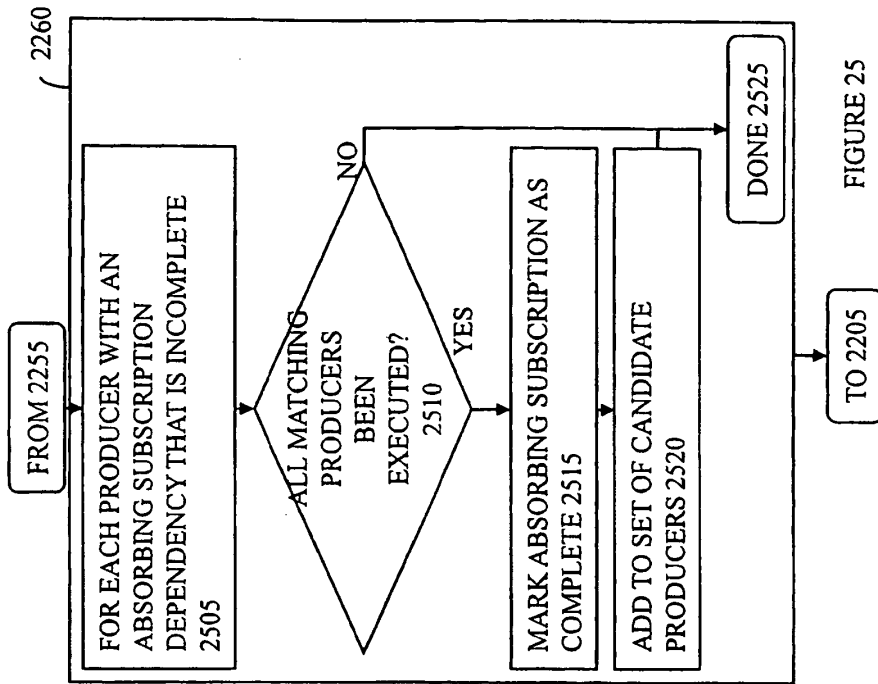 FROM 2255
2260
FOR EACH PRODUCER WITH AN
ABSORBING SUBSCRIPTION
DEPENDENCY THAT IS INCOMPLETE
2505
ALL MATCHING
PRODUCERS
BEEN
EXECUTED?
2510
NO
YES
MARK ABSORBING SUBSCRIPTION AS
COMPLETE 2515
ADD TO SET OF CANDIDATE
PRODUCERS 2520
DONE 2525
TO 2205
FIGURE 25